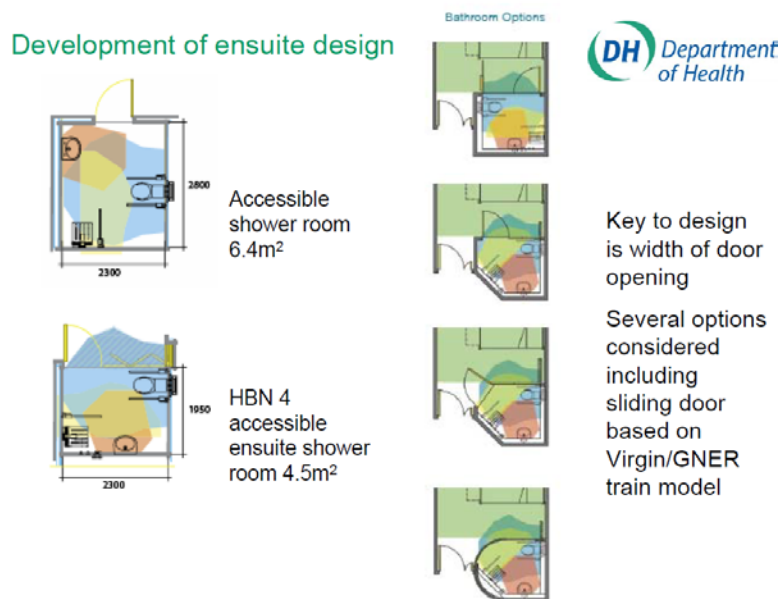 Bathroom Options
Development of ensuite design
DH Department
of Health
2800
2300
Accessible
shower room
6.4m²
1950
2300
HBN 4
accessible
ensuite shower
room 4.5m²
Key to design
is width of door
opening
Several options
considered
including
sliding door
based on
Virgin/GNER
train model